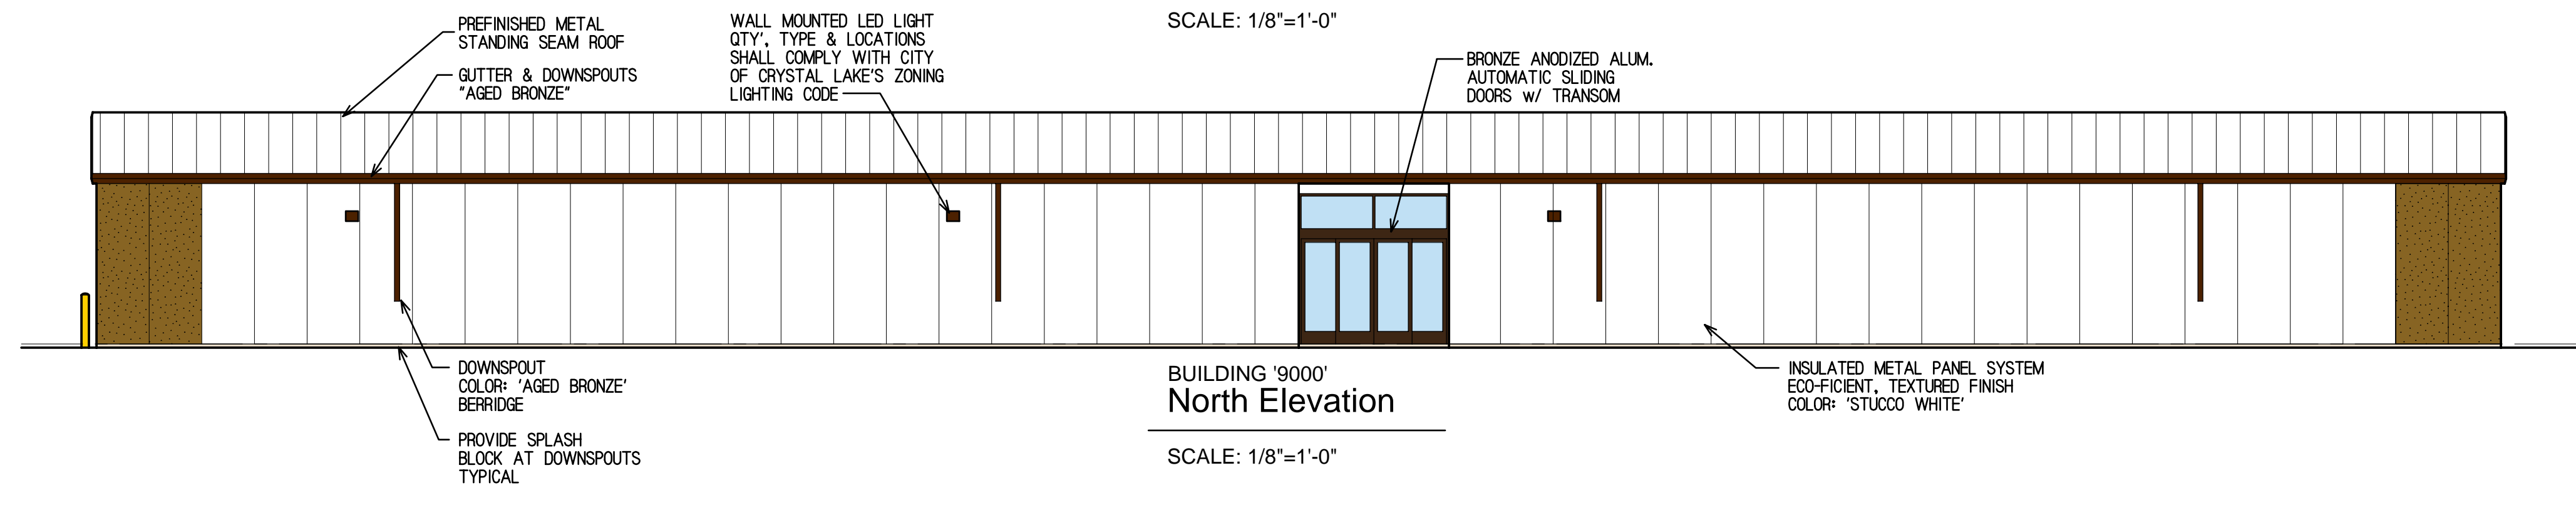 PREFINISHED METAL
STANDING SEAM ROOF
GUTTER & DOWNSPOUTS
"AGED BRONZE"
WALL MOUNTED LED LIGHT
QTY', TYPE & LOCATIONS
SHALL COMPLY WITH CITY
OF CRYSTAL LAKE'S ZONING
LIGHTING CODE
SCALE: 1/8"=1'-0"
BRONZE ANODIZED ALUM.
AUTOMATIC SLIDING
DOORS w/ TRANSOM
DOWNSPOUT
COLOR: 'AGED BRONZE'
BERRIDGE
PROVIDE SPLASH
BLOCK AT DOWNSPOUTS
TYPICAL
BUILDING '9000'
North Elevation
SCALE: 1/8"=1'-0"
INSULATED METAL PANEL SYSTEM
ECO-FICIENT, TEXTURED FINISH
COLOR: 'STUCCO WHITE'